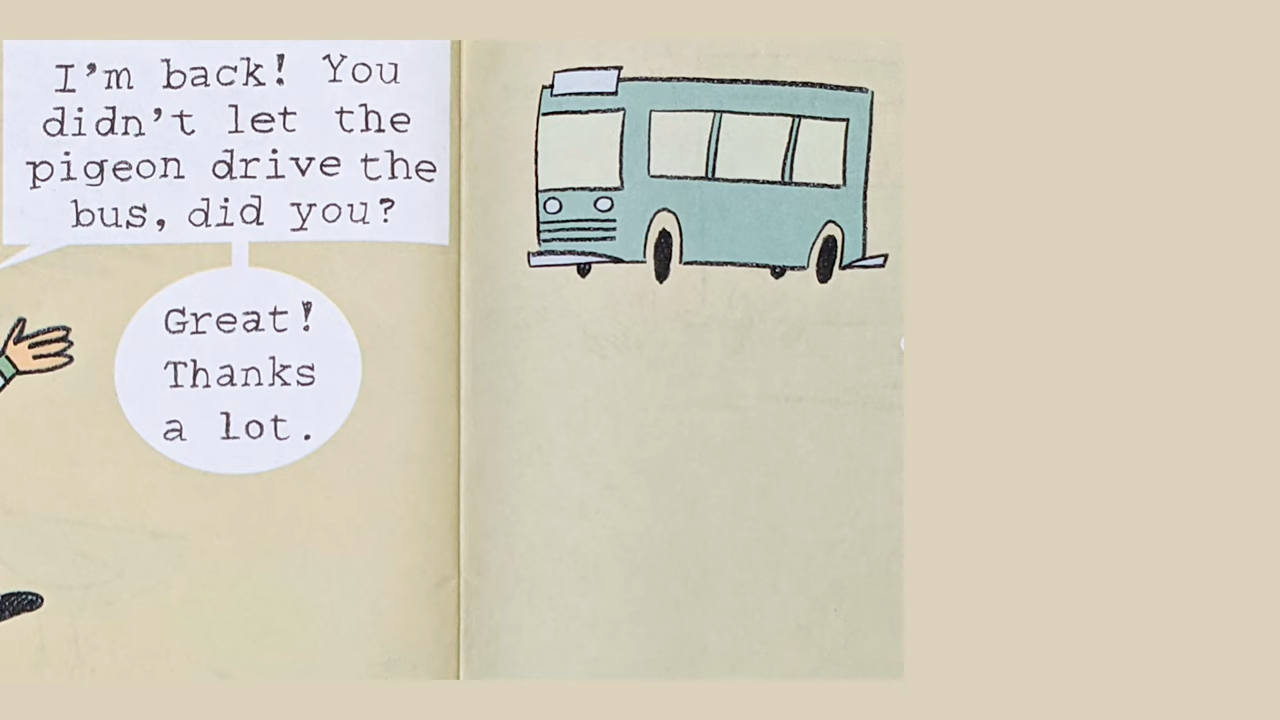 I'm back! You
didn't let the
pigeon drive the
bus, did you?
Great!
Thanks
a lot.